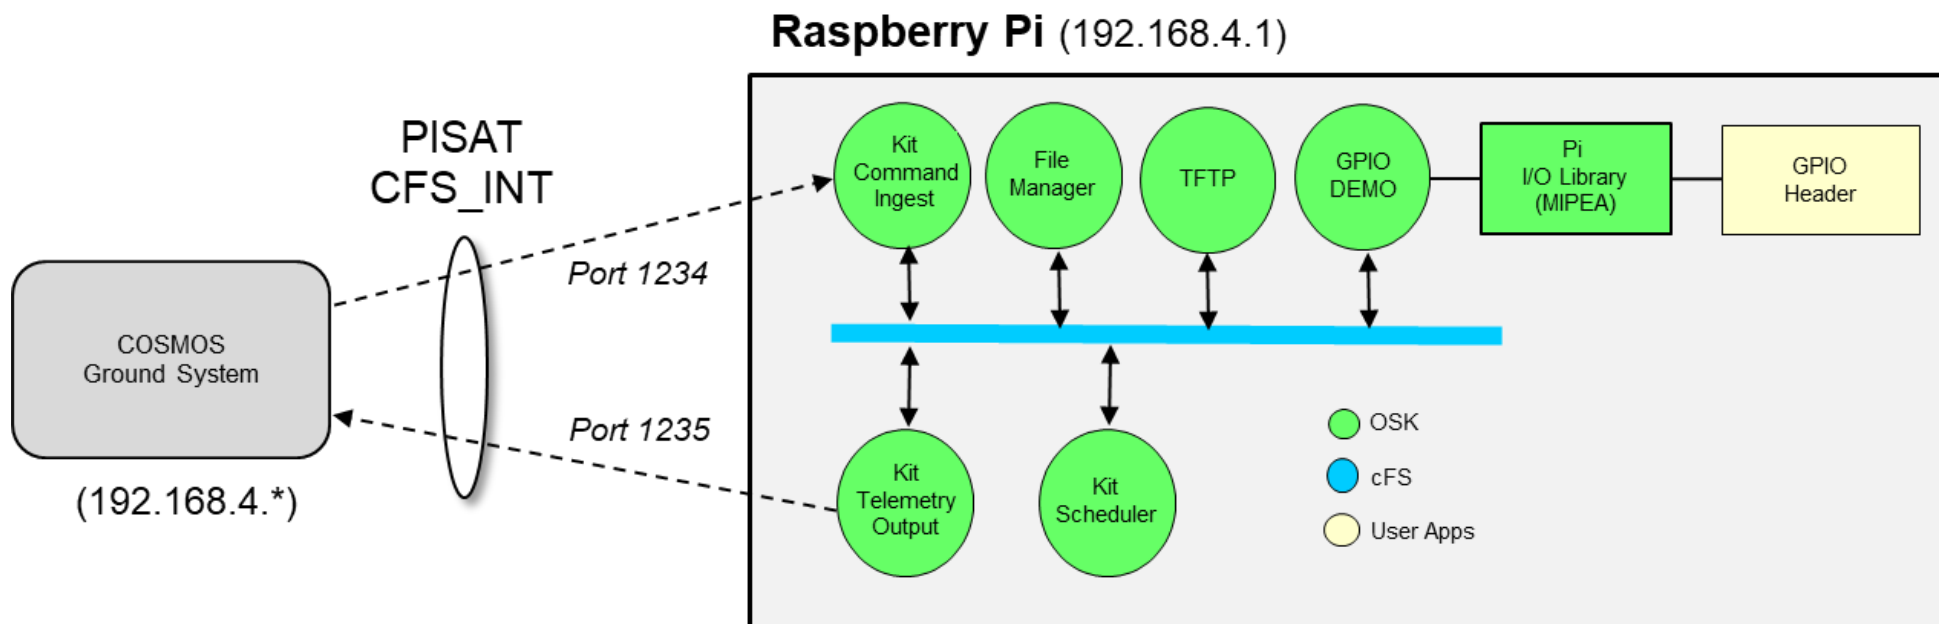 Raspberry Pi (192.168.4.1)
PISAT
CFS_INT
Port 1234
Port 1235
COSMOS
Ground System
(192.168.4.*)
Kit
Command
Ingest
File
Manager
TFTP
GPIO
DEMO
Pi
I/O Library
(MIPEA)
GPIO
Header
Kit
Telemetry
Output
Kit
Scheduler
OSK
cFS
User Apps